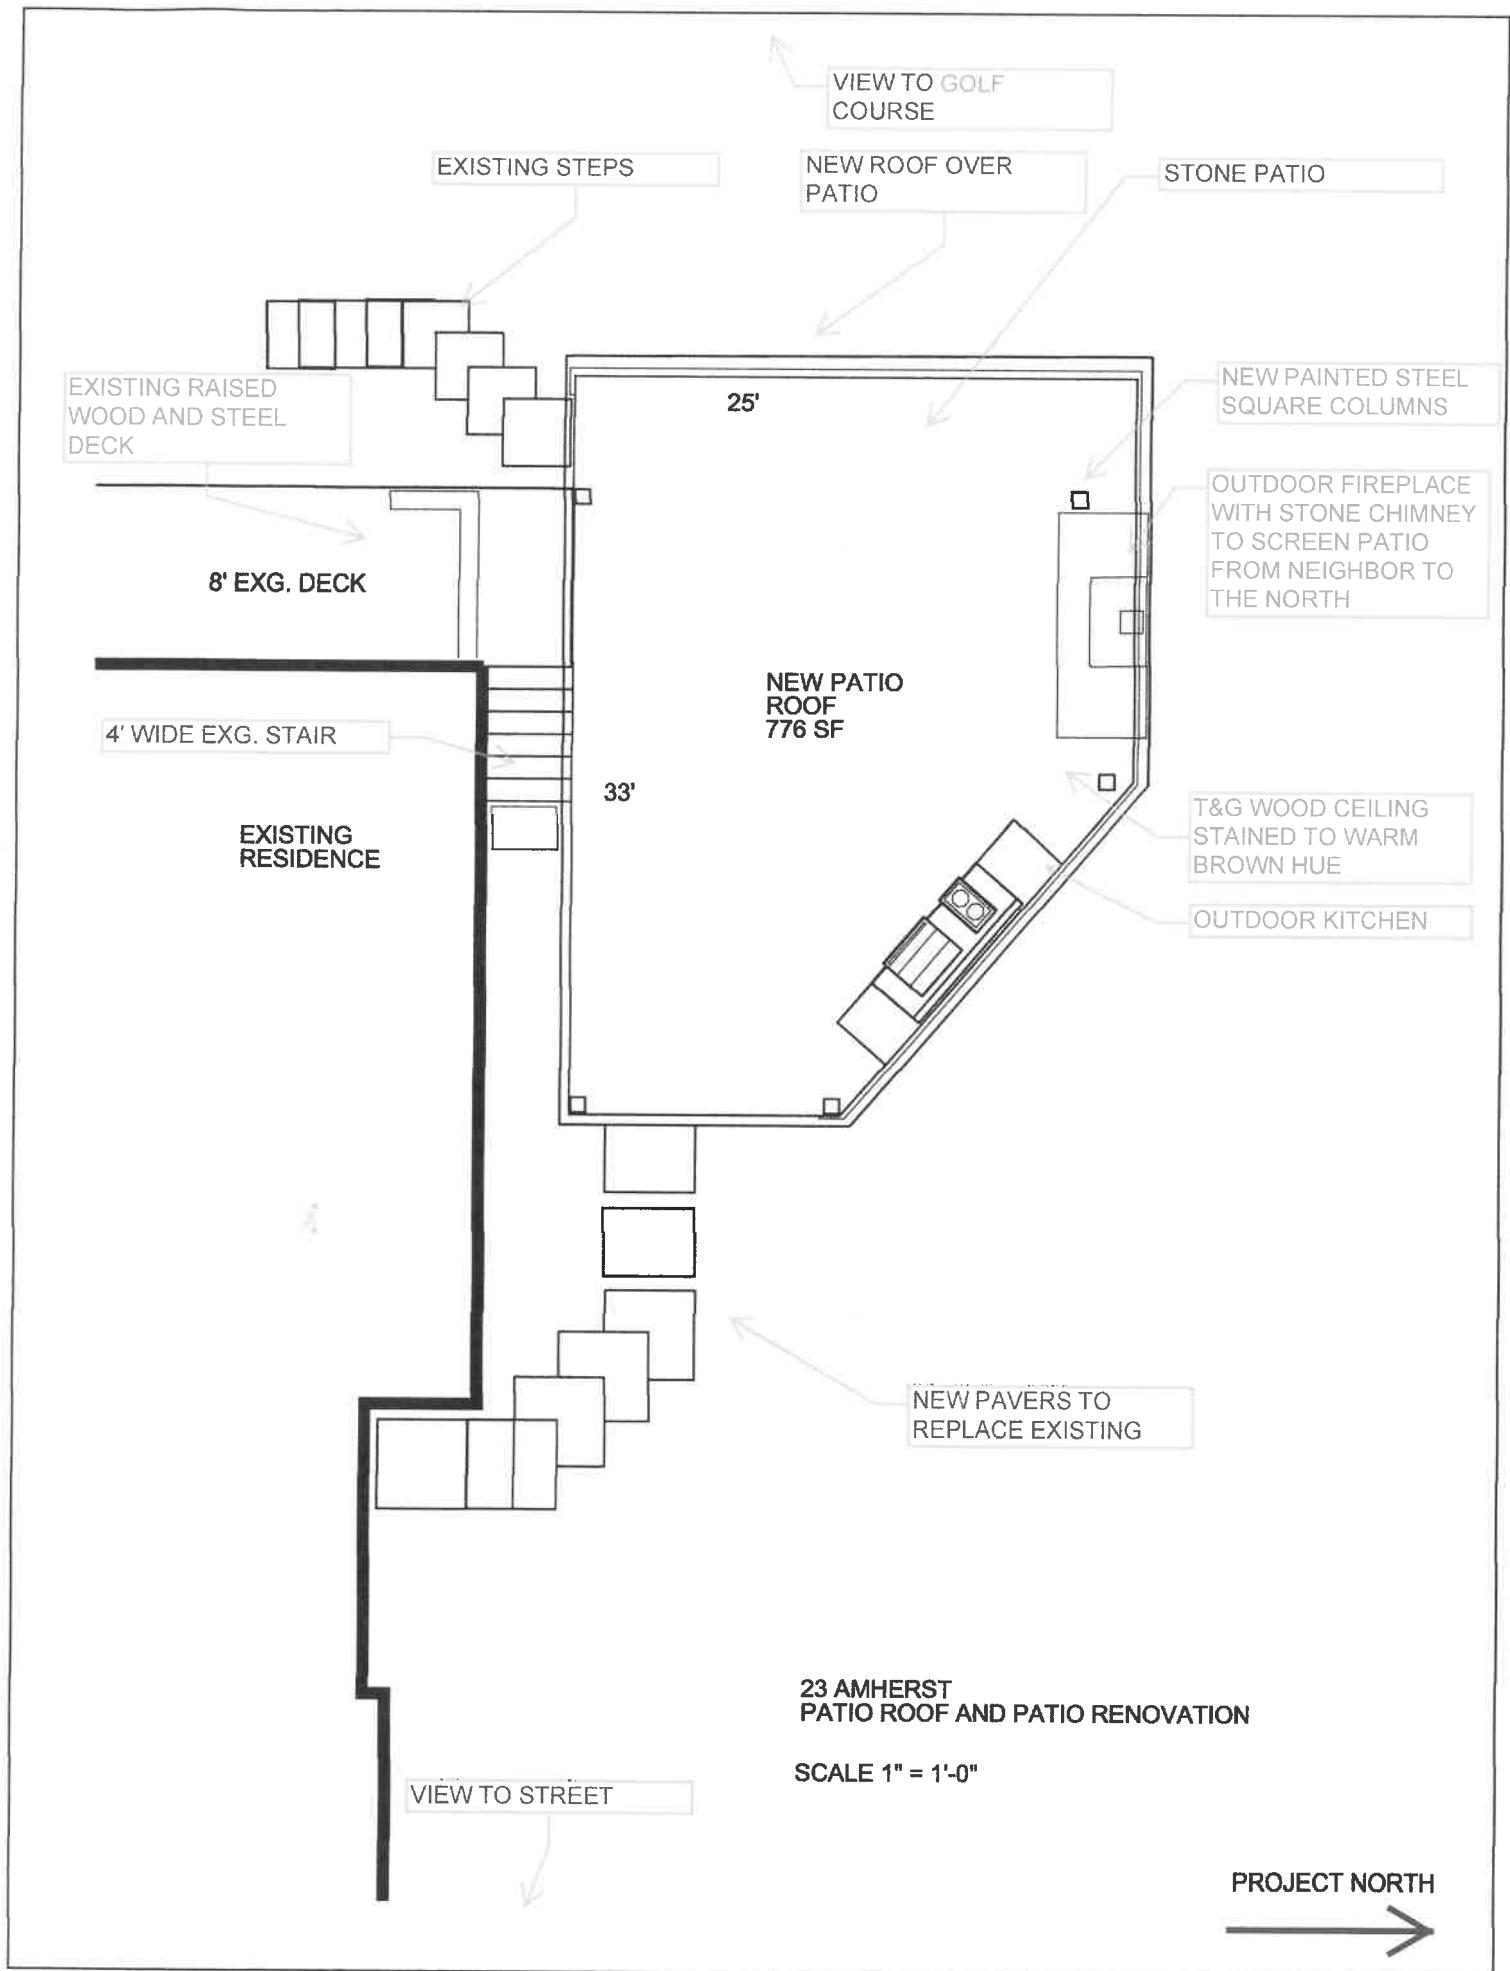 VIEW TO GOLF
COURSE
EXISTING STEPS
NEW ROOF OVER
PATIO
STONE PATIO
EXISTING RAISED
WOOD AND STEEL
DECK
25'
NEW PAINTED STEEL
SQUARE COLUMNS
OUTDOOR FIREPLACE
WITH STONE CHIMNEY
TO SCREEN PATIO
FROM NEIGHBOR TO
THE NORTH
8' EXG. DECK
NEW PATIO
ROOF
776 SF
4' WIDE EXG. STAIR
33'
EXISTING
RESIDENCE
T&G WOOD CEILING
STAINED TO WARM
BROWN HUE
OUTDOOR KITCHEN
NEW PAVERS TO
REPLACE EXISTING
23 AMHERST
PATIO ROOF AND PATIO RENOVATION
SCALE 1" = 1'-0"
VIEW TO STREET
PROJECT NORTH